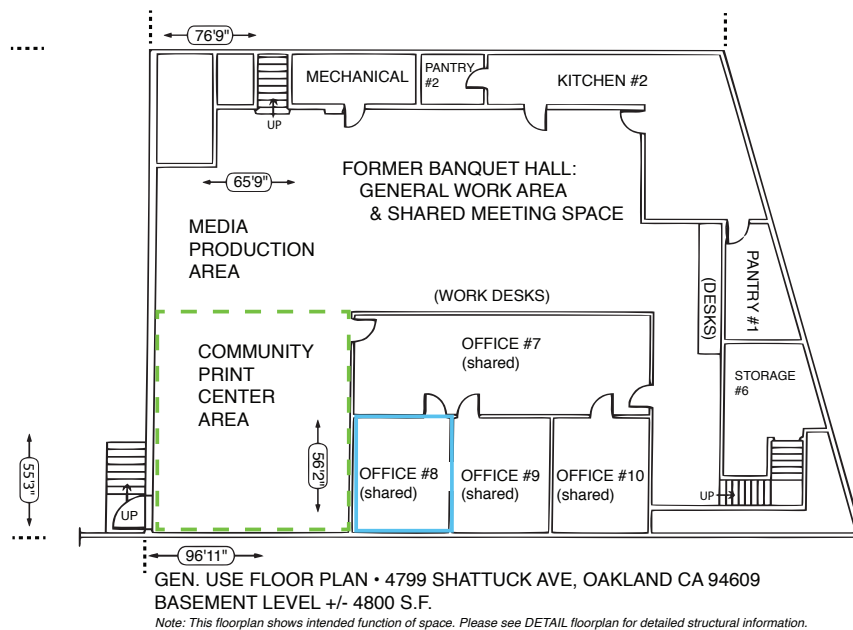 76'9"
MECHANICAL
PANTRY
#2
KITCHEN #2
UP
65'9"
FORMER BANQUET HALL:
GENERAL WORK AREA
& SHARED MEETING SPACE
MEDIA
PRODUCTION
AREA
(WORK DESKS)
(DESKS)
PANTRY #1
COMMUNITY
PRINT
CENTER
AREA
OFFICE #7
(shared)
STORAGE
#6
55'3"
56'2"
OFFICE #8
(shared)
OFFICE #9
(shared)
OFFICE #10
(shared)
UP
UP
96'11"
GEN. USE FLOOR PLAN • 4799 SHATTUCK AVE, OAKLAND CA 94609
BASEMENT LEVEL +/- 4800 S.F.
Note: This floorplan shows intended function of space. Please see DETAIL floorplan for detailed structural information.